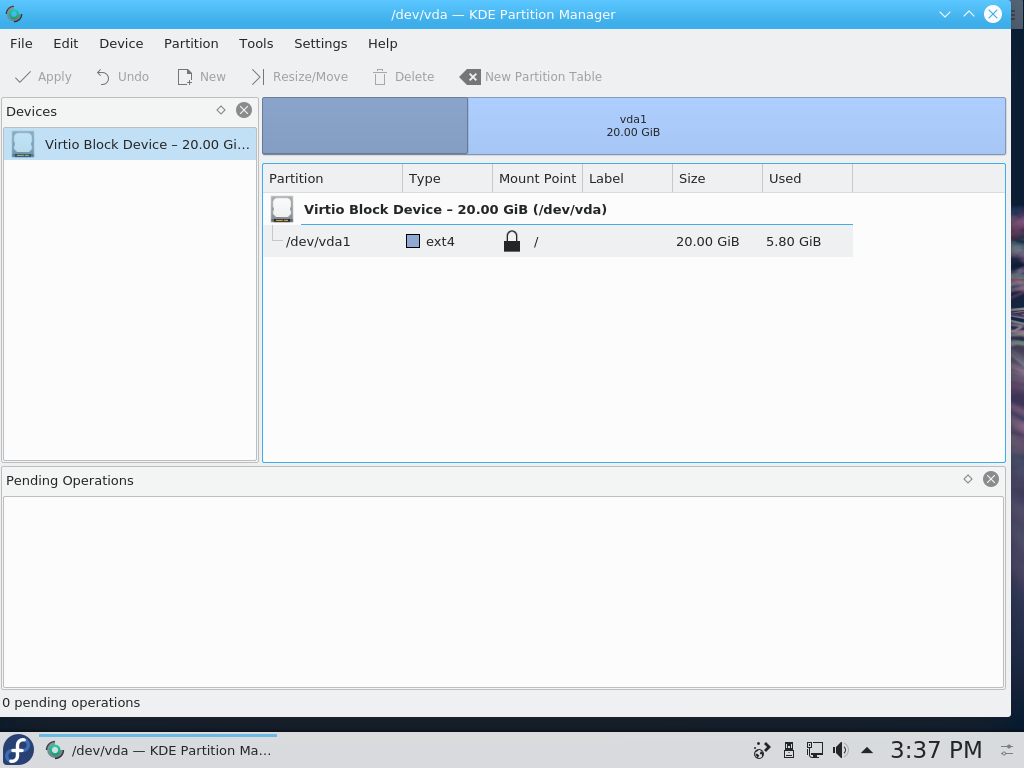 /dev/vda — KDE Partition Manager
File Edit Device Partition Tools Settings Help
Apply Undo New Resize/Move Delete New Partition Table
Devices
Virtio Block Device – 20.00 Gi...
vda1
20.00 GiB
Partition Type Mount Point Label Size Used
Virtio Block Device – 20.00 GiB (/dev/vda)
/dev/vda1 ext4 / 20.00 GiB 5.80 GiB
Pending Operations
0 pending operations
/dev/vda — KDE Partition Ma...
3:37 PM